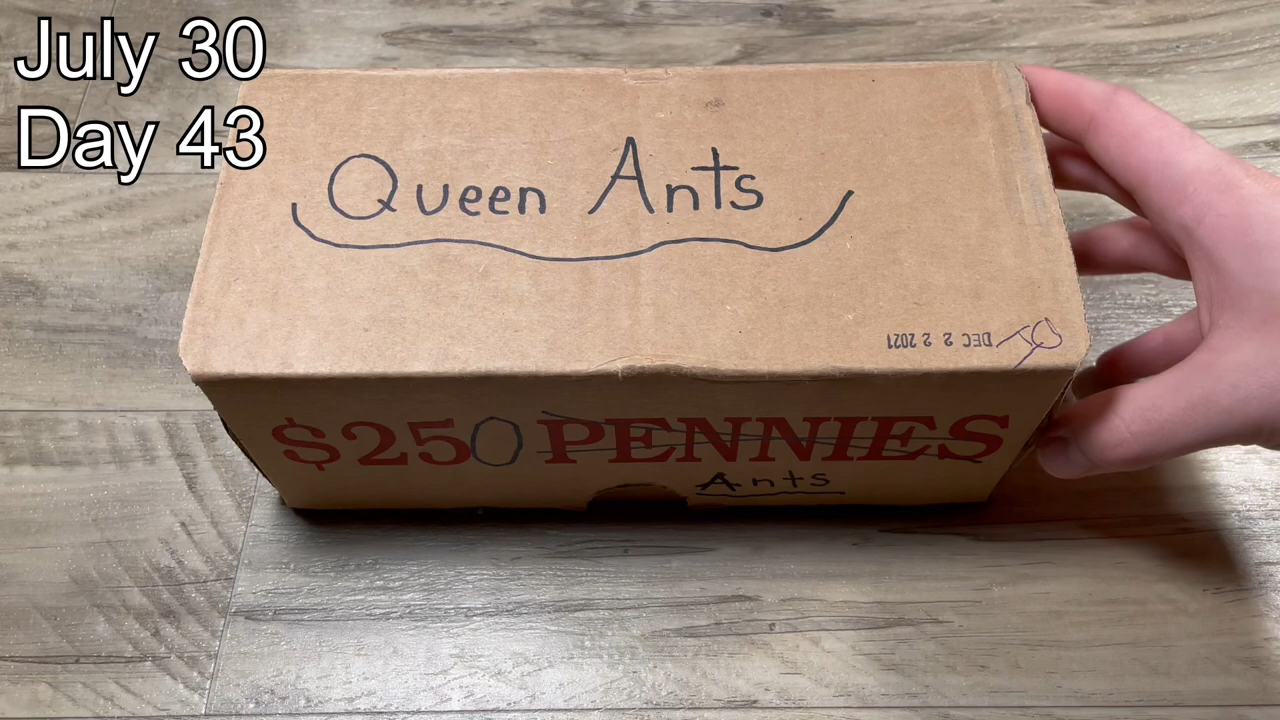 July 30
Day 43
Queen Ants
DEC 2 2 2021
$250 PENNIES
Ants